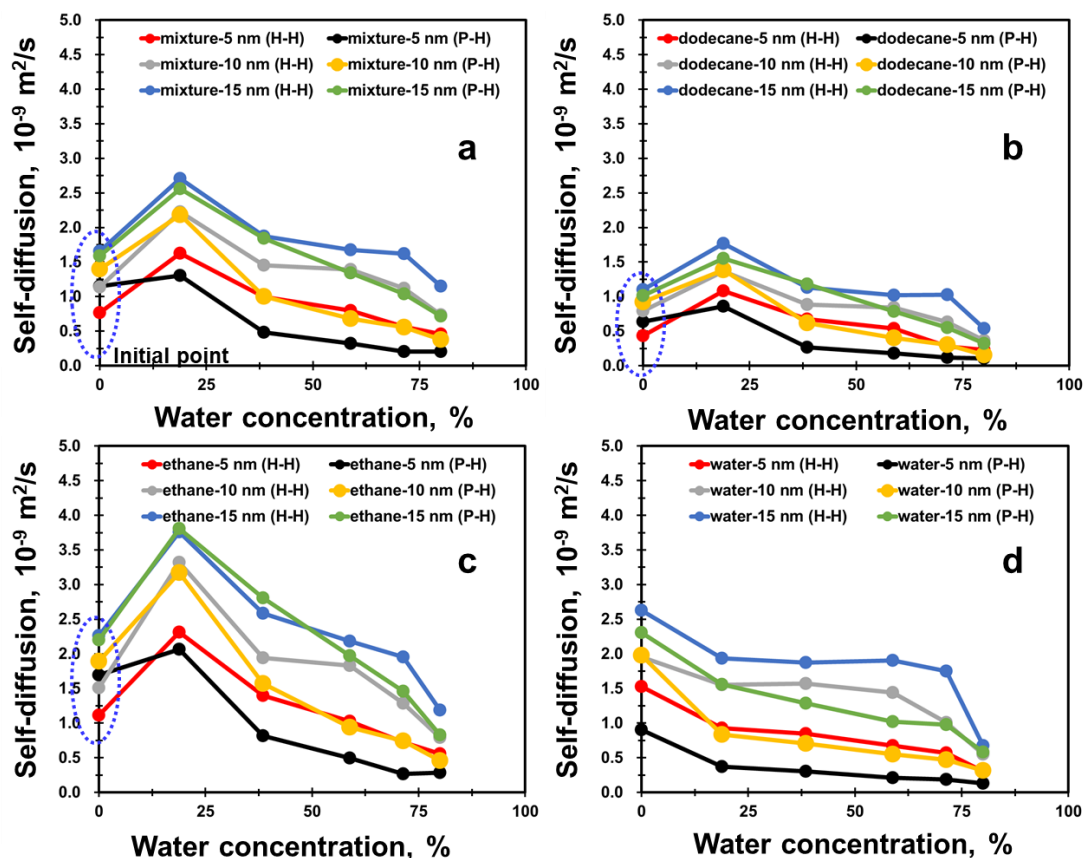 Self-diffusion, 10⁻⁹ m²/s
5.0
4.5
4.0
3.5
3.0
2.5
2.0
1.5
1.0
0.5
0.0
mixture-5 nm (H-H) mixture-5 nm (P-H)
mixture-10 nm (H-H) mixture-10 nm (P-H)
mixture-15 nm (H-H) mixture-15 nm (P-H)
a
Initial point
0 25 50 75 100
Water concentration, %
Self-diffusion, 10⁻⁹ m²/s
5.0
4.5
4.0
3.5
3.0
2.5
2.0
1.5
1.0
0.5
0.0
dodecane-5 nm (H-H) dodecane-5 nm (P-H)
dodecane-10 nm (H-H) dodecane-10 nm (P-H)
dodecane-15 nm (H-H) dodecane-15 nm (P-H)
b
0 25 50 75 100
Water concentration, %
Self-diffusion, 10⁻⁹ m²/s
5.0
4.5
4.0
3.5
3.0
2.5
2.0
1.5
1.0
0.5
0.0
ethane-5 nm (H-H) ethane-5 nm (P-H)
ethane-10 nm (H-H) ethane-10 nm (P-H)
ethane-15 nm (H-H) ethane-15 nm (P-H)
c
0 25 50 75 100
Water concentration, %
Self-diffusion, 10⁻⁹ m²/s
5.0
4.5
4.0
3.5
3.0
2.5
2.0
1.5
1.0
0.5
0.0
water-5 nm (H-H) water-5 nm (P-H)
water-10 nm (H-H) water-10 nm (P-H)
water-15 nm (H-H) water-15 nm (P-H)
d
0 25 50 75 100
Water concentration, %